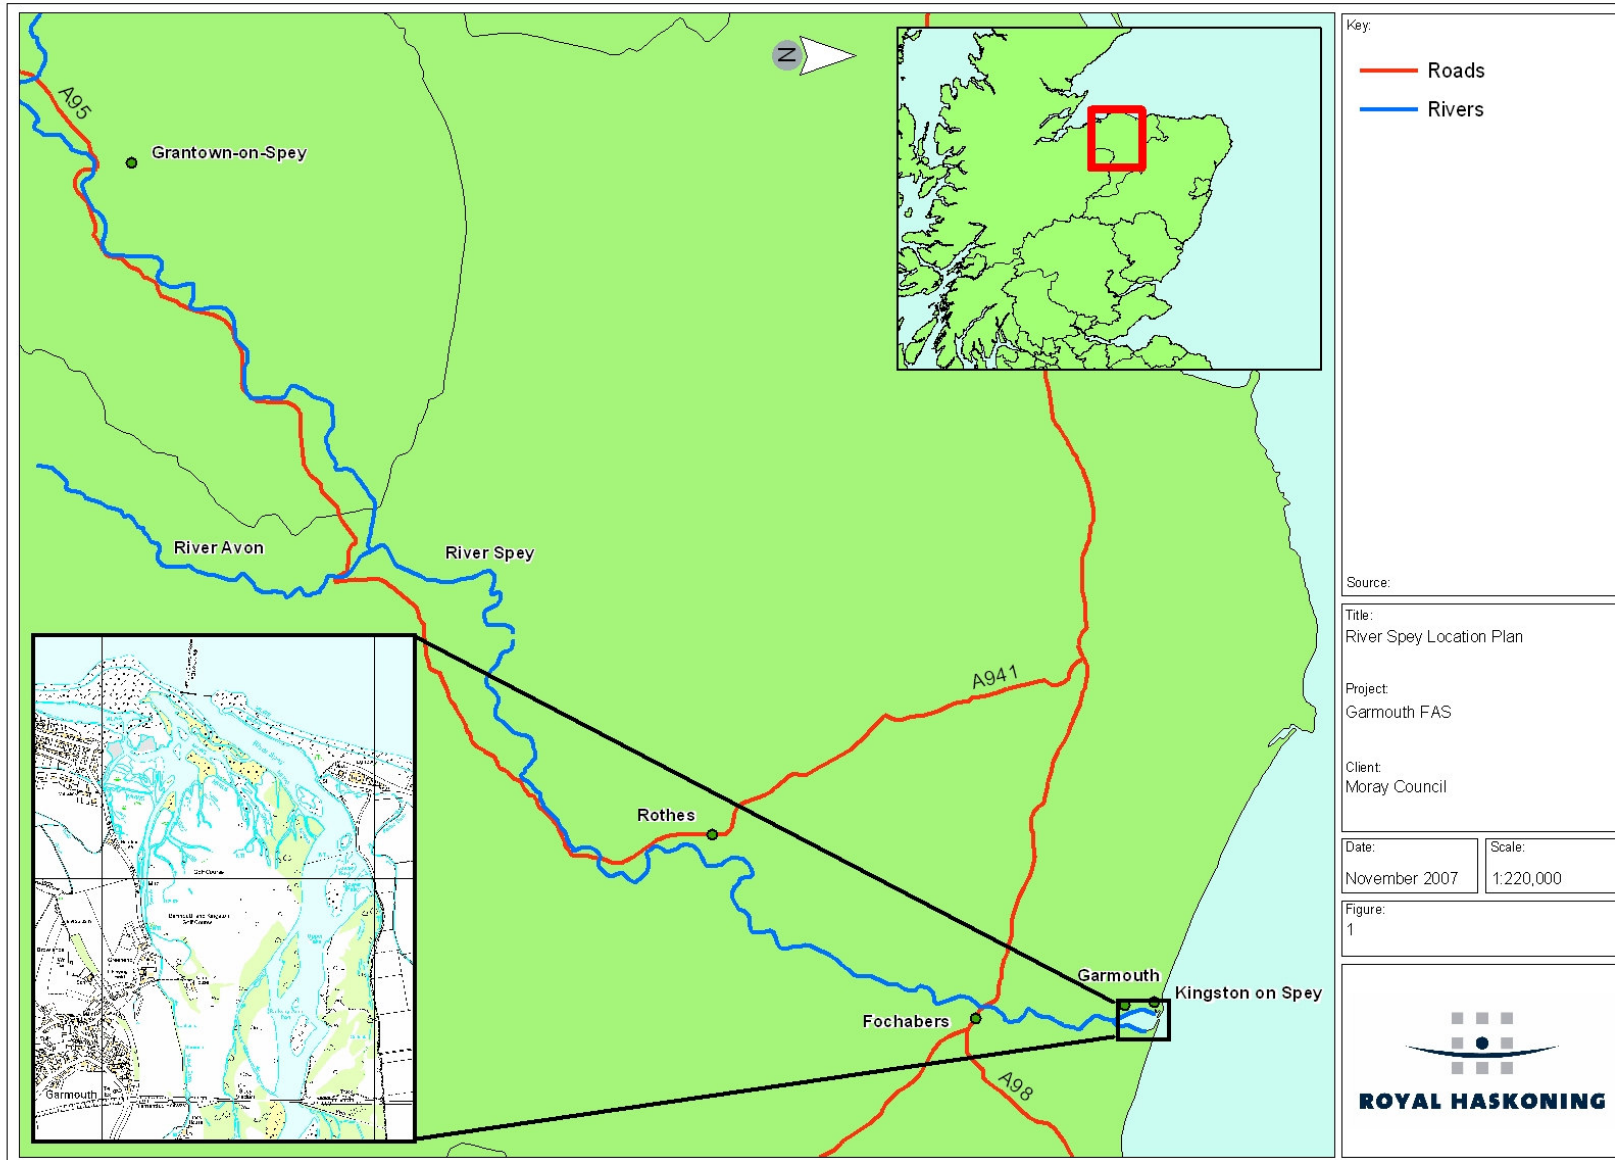 A95
Grantown-on-Spey
N
River Avon
River Spey
A941
Rothes
Garmouth
Kingston on Spey
Fochabers
A98
Golf Course
Garmouth
Key:
Roads
Rivers
Source:
Title:
River Spey Location Plan
Project:
Garmouth FAS
Client:
Moray Council
Date:
November 2007
Scale:
1:220,000
Figure:
1
ROYAL HASKONING